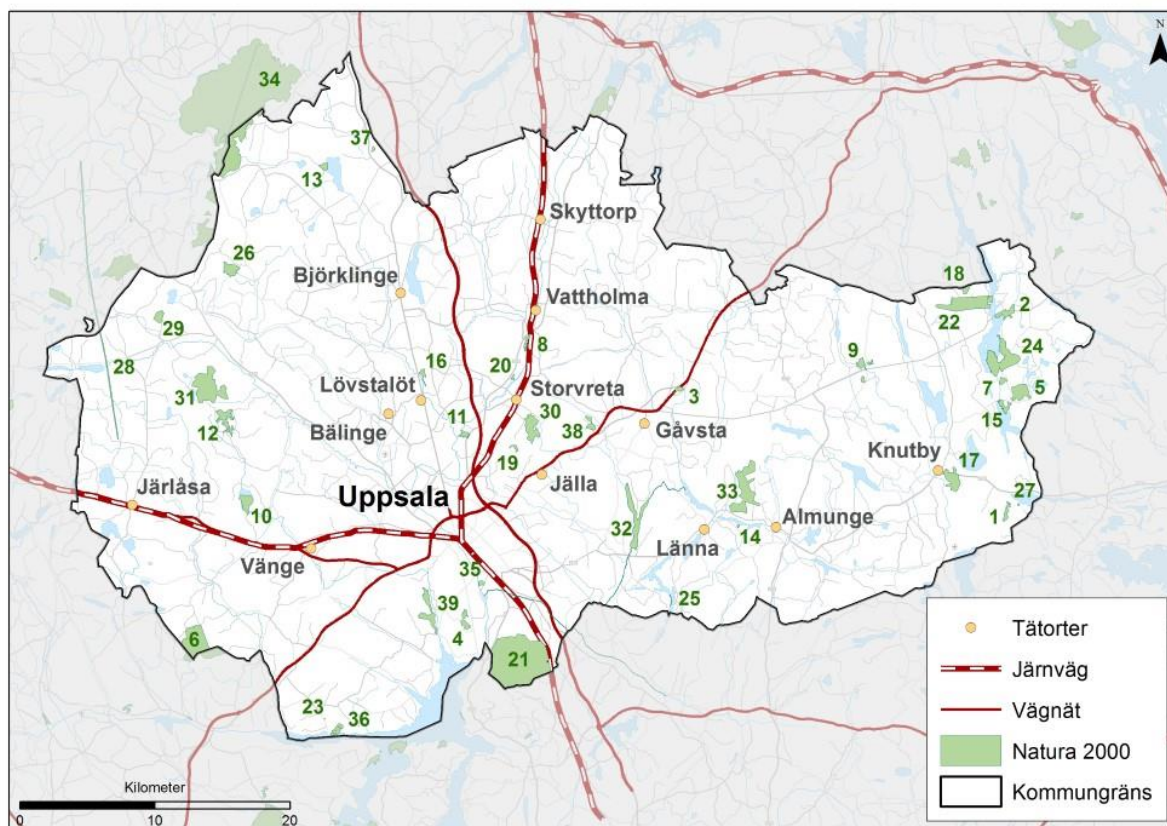 N
34
37
13
Skyttorp
26
Björklinge
18
Vattholma
2
29
22
8
24
28
16
9
20
Lövstalöt
Storvreta
7
5
31
3
30
11
15
12
Bälinge
38
Gåvsta
19
Knutby
17
Jälla
Uppsala
33
27
Järlåsa
10
32
Almunge
1
Länna
14
Vänge
35
39
25
6
4
21
23
36
Tätorter
Järnväg
Vägnät
Natura 2000
Kommungräns
Kilometer
0 10 20